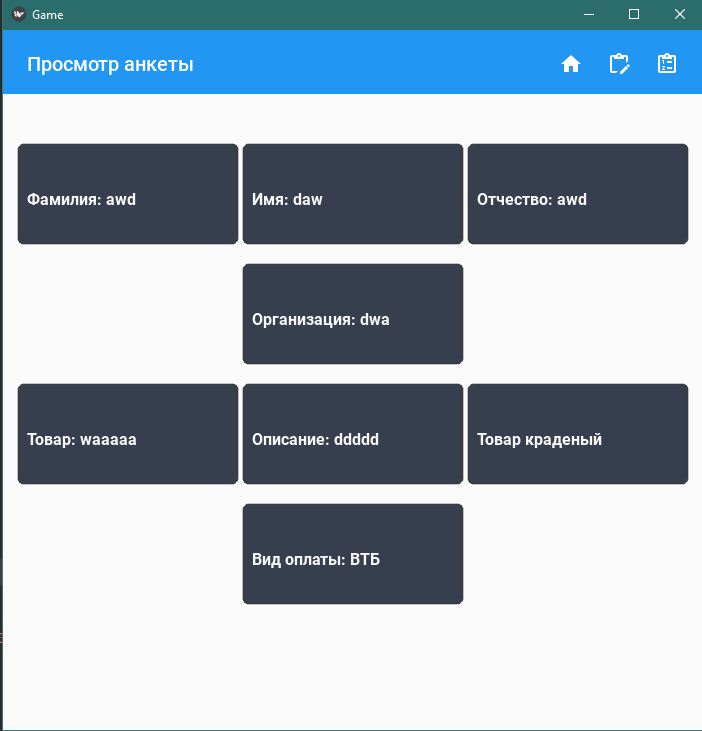 Game
Просмотр анкеты
Фамилия: awd
Имя: daw
Отчество: awd
Организация: dwa
Товар: waaaaa
Описание: ddddd
Товар краденый
Вид оплаты: ВТБ